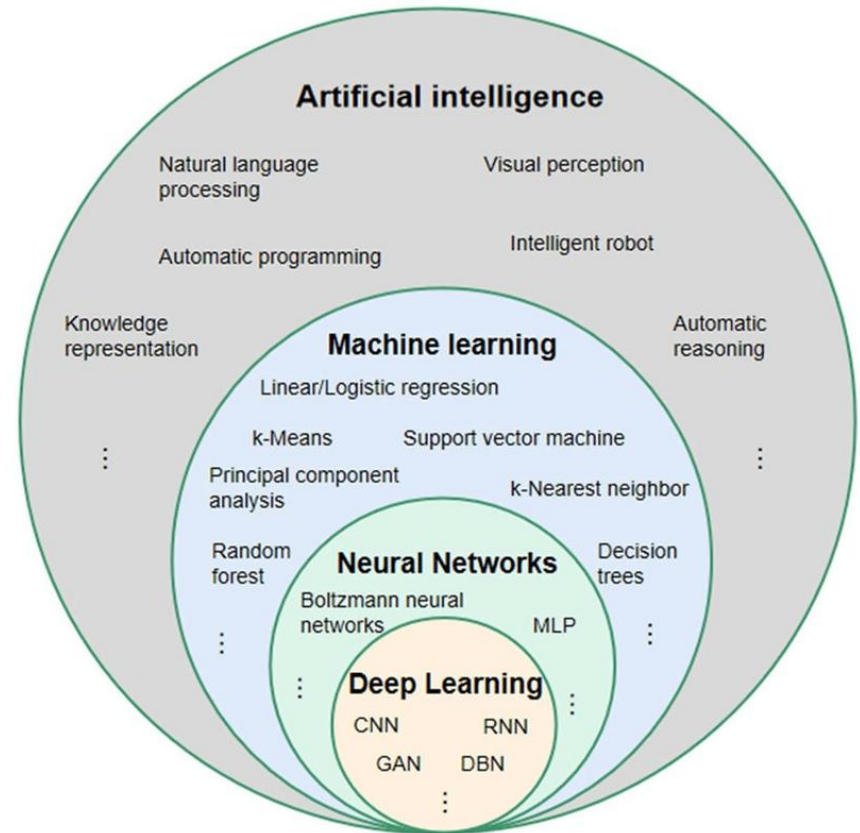 Artificial intelligence
Natural language
processing
Visual perception
Automatic programming
Intelligent robot
Knowledge
representation
Automatic
reasoning
⋮
⋮
Machine learning
Linear/Logistic regression
k-Means
Support vector machine
Principal component
analysis
k-Nearest neighbor
Random
forest
Decision
trees
⋮
⋮
Neural Networks
Boltzmann neural
networks
MLP
⋮
⋮
Deep Learning
CNN
RNN
GAN
DBN
⋮